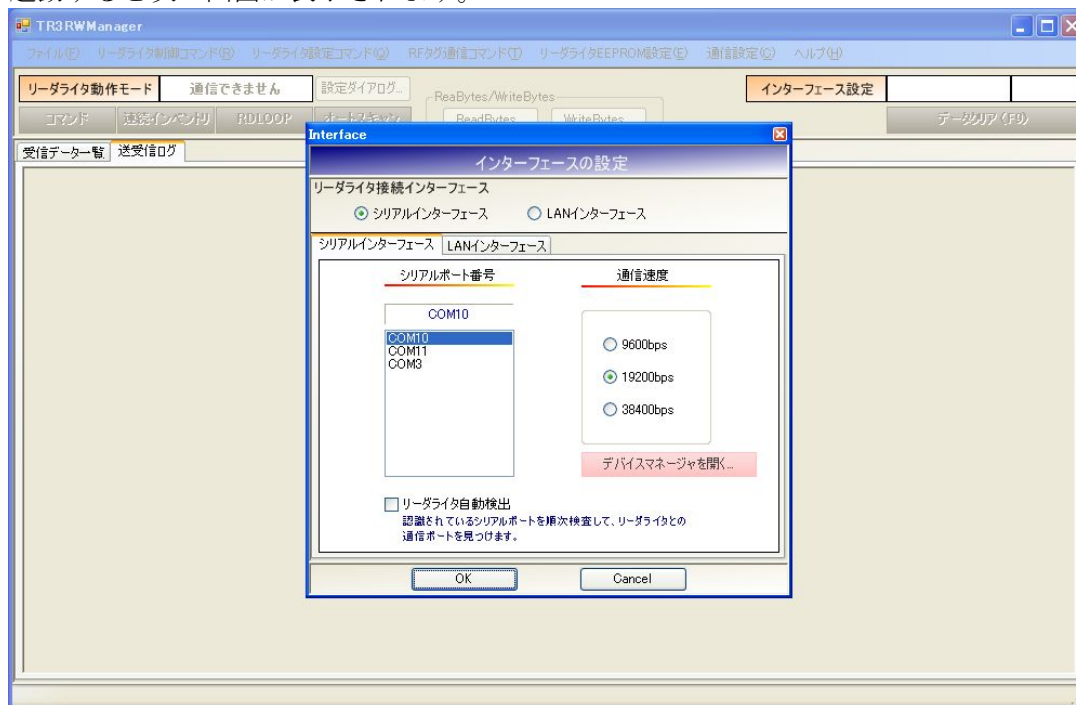 TR3RWManager
ファイル(F) リーダライタ制御コマンド(R) リーダライタ設定コマンド(Q) RFタグ通信コマンド(T) リーダライタEEPROM設定(E) 通信設定(C) ヘルプ(H)
リーダライタ動作モード 通信できません 設定ダイアログ... ReaBytes/WriteBytes インターフェース設定
コマンド 連続インベントリ RDLOOP オートスキャン ReadBytes WriteBytes データクリア(F9)
受信データ一覧 送受信ログ
Interface
インターフェースの設定
リーダライタ接続インターフェース
シリアルインターフェース LANインターフェース
シリアルインターフェース LANインターフェース
シリアルポート番号 通信速度
COM10
COM10
COM11
COM3
9600bps
19200bps
38400bps
デバイスマネージャを開く...
リーダライタ自動検出
認識されているシリアルポートを順次検査して、リーダライタとの
通信ポートを見つけます。
OK Cancel